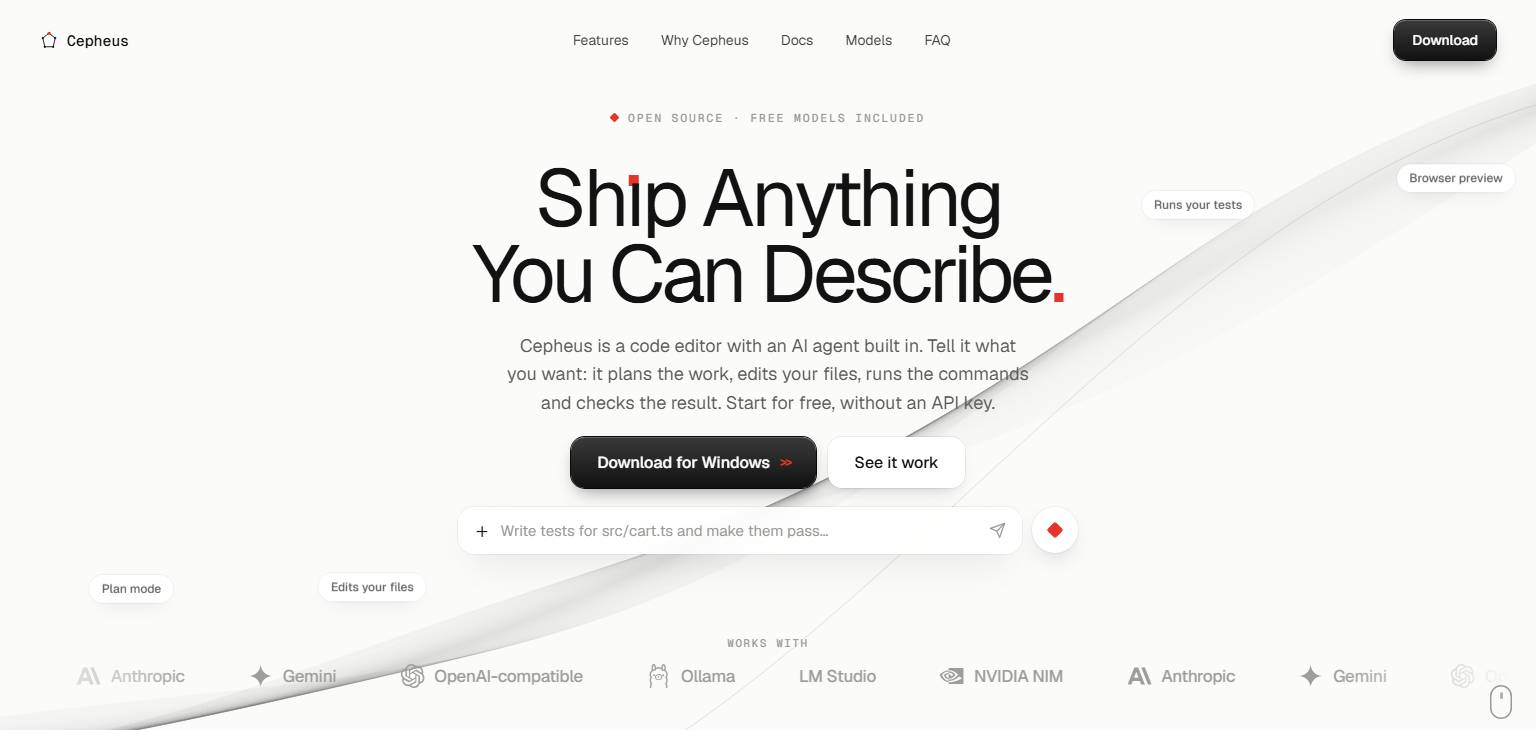 Cepheus
Features
Why Cepheus
Docs
Models
FAQ
Download
OPEN SOURCE · FREE MODELS INCLUDED
Ship Anything
You Can Describe.
Browser preview
Runs your tests
Cepheus is a code editor with an AI agent built in. Tell it what
you want: it plans the work, edits your files, runs the commands
and checks the result. Start for free, without an API key.
Download for Windows
See it work
Write tests for src/cart.ts and make them pass...
Plan mode
Edits your files
WORKS WITH
Anthropic
Gemini
OpenAI-compatible
Ollama
LM Studio
NVIDIA NIM
Anthropic
Gemini